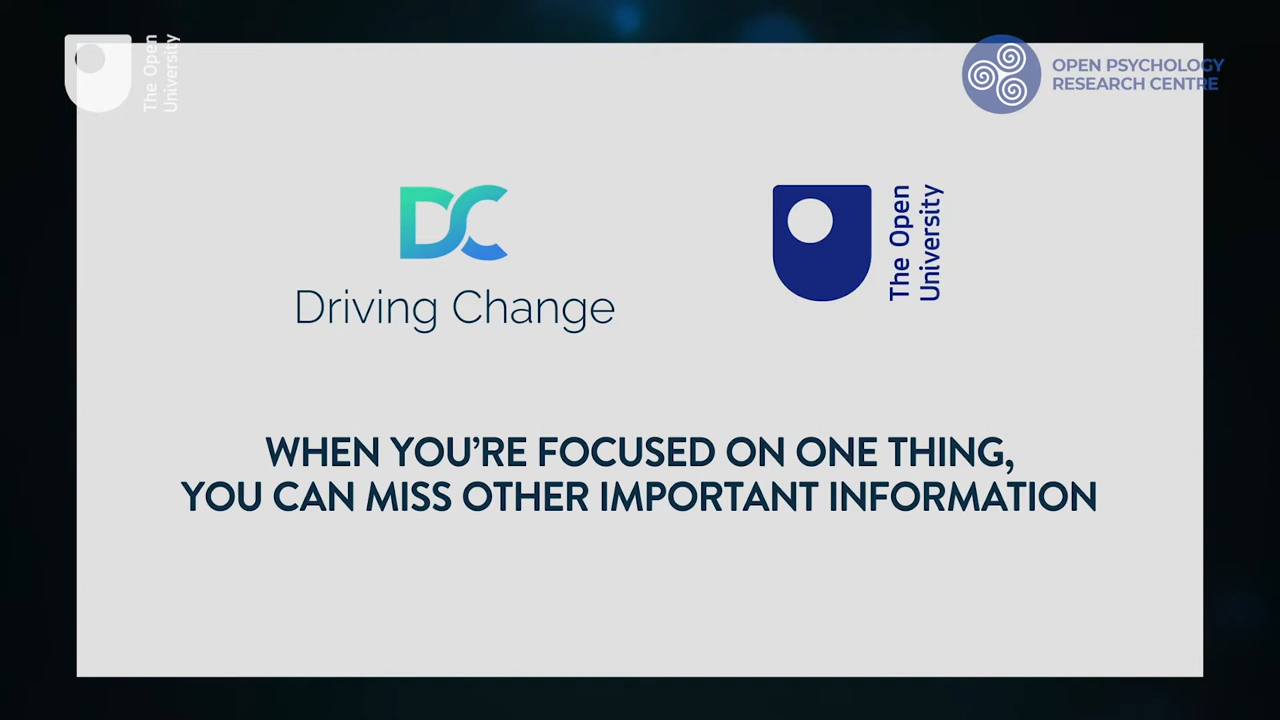 The Open
University
OPEN PSYCHOLOGY
RESEARCH CENTRE
DC
Driving Change
The Open
University
WHEN YOU'RE FOCUSED ON ONE THING,
YOU CAN MISS OTHER IMPORTANT INFORMATION